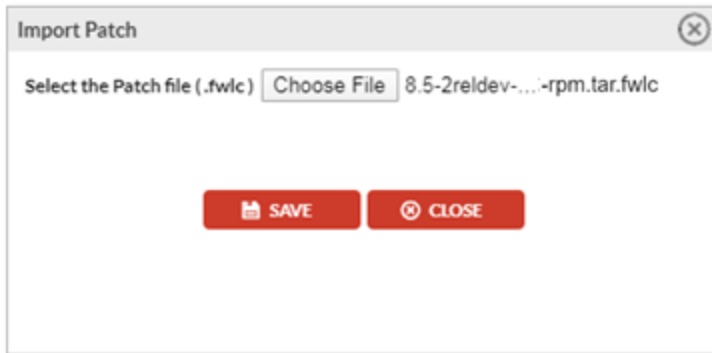 Import Patch
Select the Patch file ( .fwlc ) Choose File 8.5-2reldev-...-rpm.tar.fwlc
SAVE CLOSE